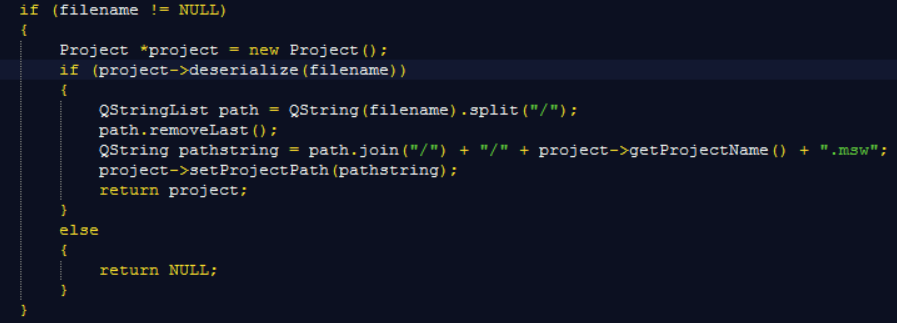 if (filename != NULL)
{
    Project *project = new Project();
    if (project->deserialize(filename))
    {
        QStringList path = QString(filename).split("/");
        path.removeLast();
        QString pathstring = path.join("/") + "/" + project->getProjectName() + ".msw";
        project->setProjectPath(pathstring);
        return project;
    }
    else
    {
        return NULL;
    }
}